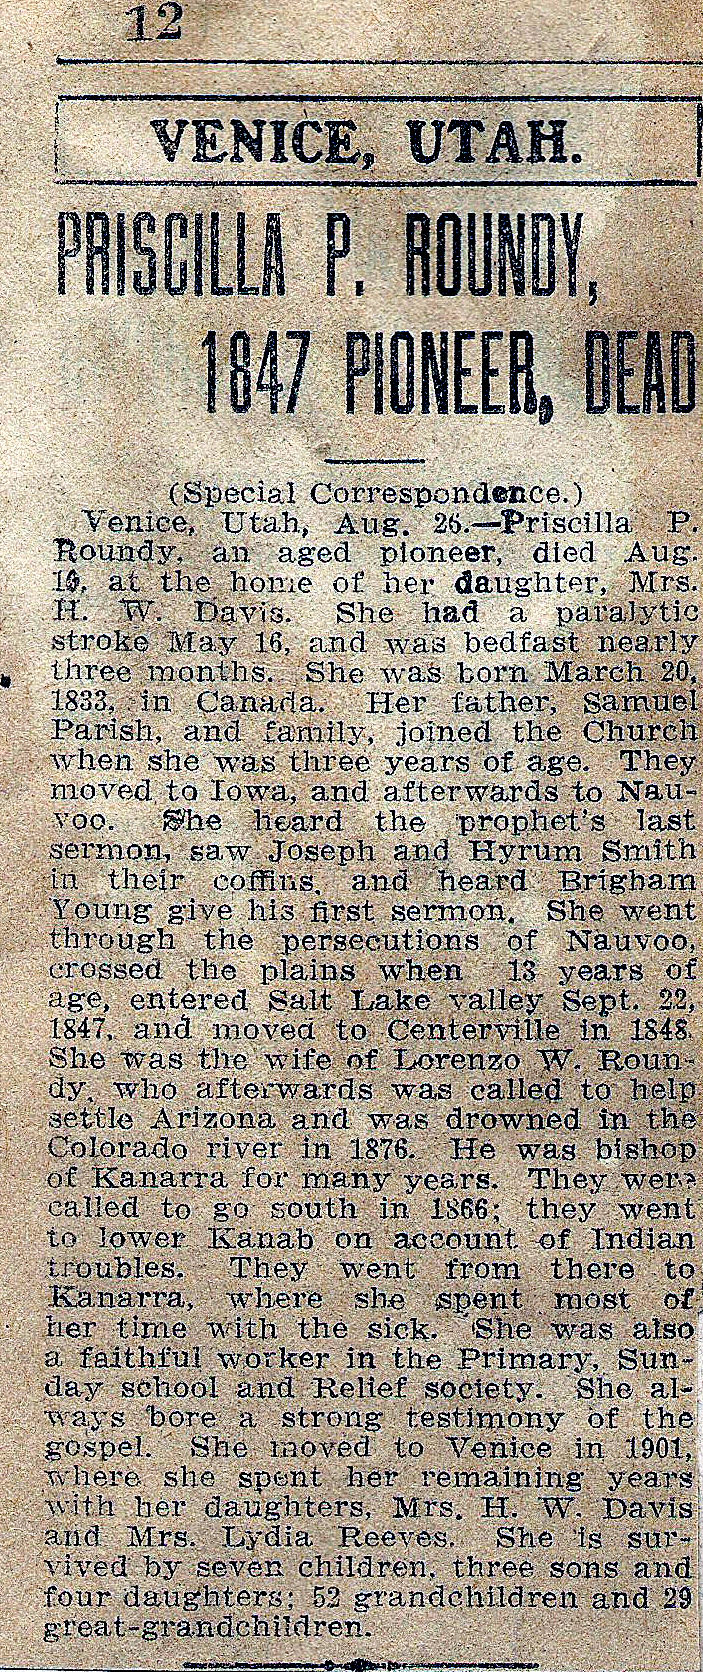 12
VENICE, UTAH.
PRISCILLA P. ROUNDY,
1847 PIONEER, DEAD
(Special Correspondence.)
Venice, Utah, Aug. 26.—Priscilla P.
Roundy, an aged pioneer, died Aug.
at the home of her daughter, Mrs.
H. W. Davis. She had a paralytic
stroke May 16, and was bedfast nearly
three months. She was born March 20,
1833, in Canada. Her father, Samuel
Parish, and family, joined the Church
when she was three years of age. They
moved to Iowa, and afterwards to Nau-
voo. She heard the prophet's last
sermon, saw Joseph and Hyrum Smith
in their coffins, and heard Brigham
Young give his first sermon. She went
through the persecutions of Nauvoo,
crossed the plains when 13 years of
age, entered Salt Lake valley Sept. 22,
1847, and moved to Centerville in 1848.
She was the wife of Lorenzo W. Roun-
dy, who afterwards was called to help
settle Arizona and was drowned in the
Colorado river in 1876. He was bishop
of Kanarra for many years. They were
called to go south in 1866; they went
to lower Kanab on account of Indian
troubles. They went from there to
Kanarra, where she spent most of
her time with the sick. She was also
a faithful worker in the Primary, Sun-
day school and Relief society. She al-
ways bore a strong testimony of the
gospel. She moved to Venice in 1901,
where she spent her remaining years
with her daughters, Mrs. H. W. Davis
and Mrs. Lydia Reeves. She is sur-
vived by seven children, three sons and
four daughters; 52 grandchildren and 29
great-grandchildren.